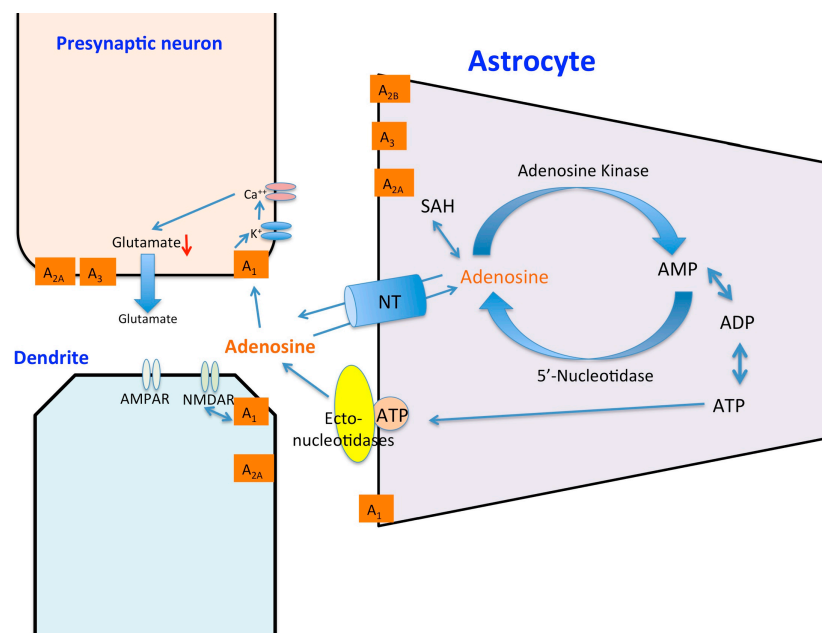 Presynaptic neuron
Astrocyte
A2B
A3
A2A
Adenosine Kinase
SAH
Ca++
K+
Glutamate
A1
A2A
A3
Glutamate
NT
Adenosine
AMP
ADP
ATP
5’-Nucleotidase
Adenosine
Dendrite
AMPAR
NMDAR
A1
A2A
Ecto-
nucleotidases
ATP
A1